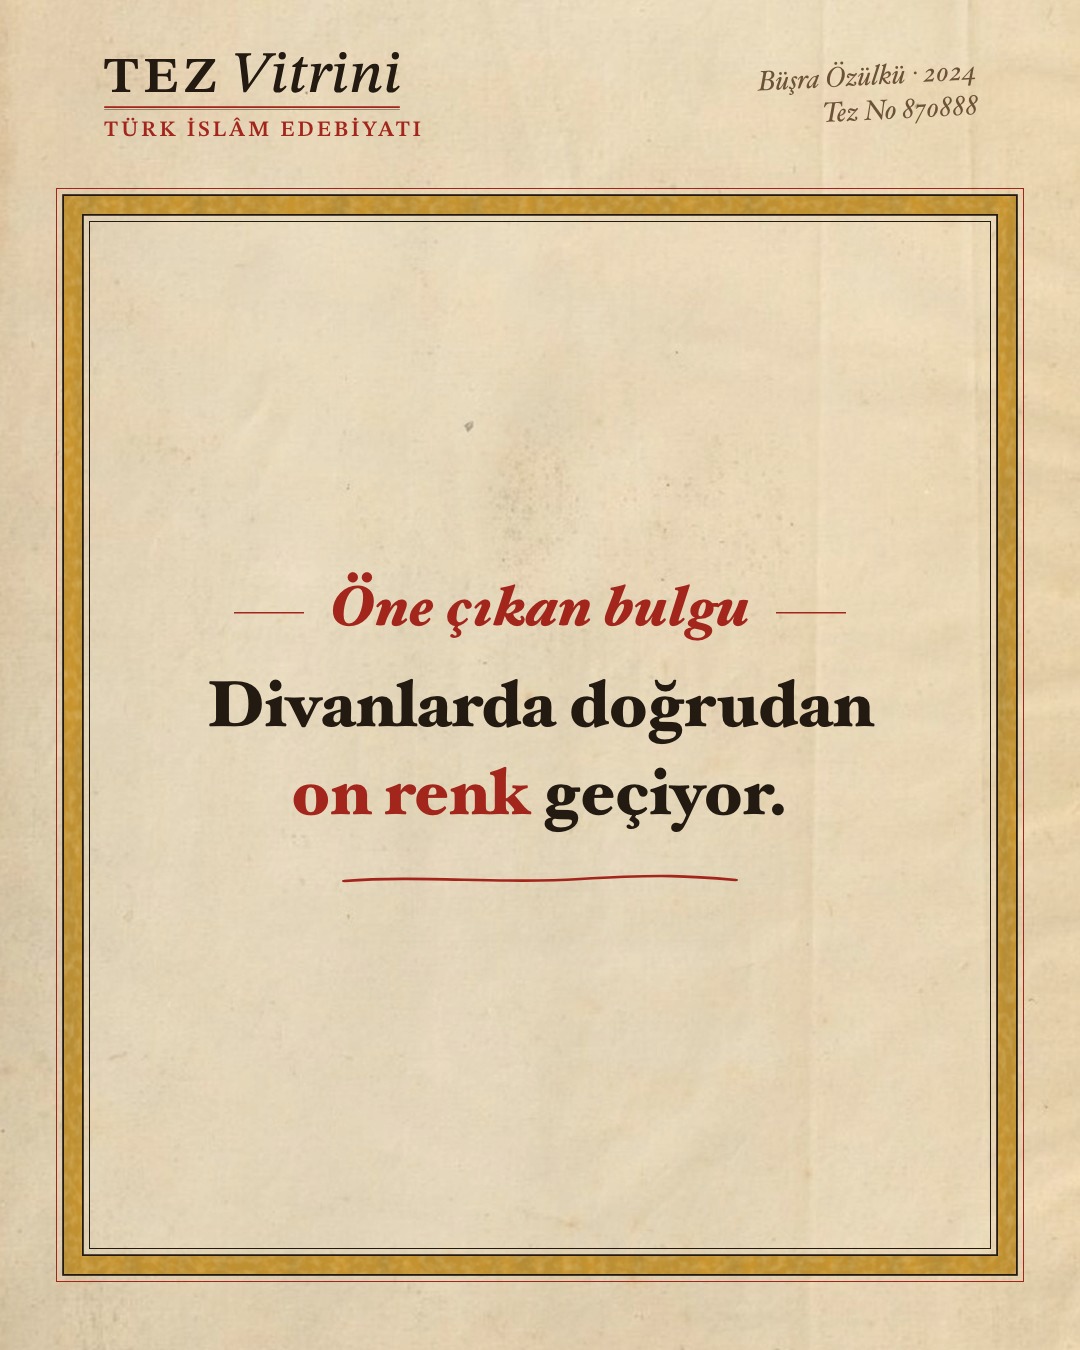 TEZ Vitrini
TÜRK İSLÂM EDEBİYATI
Büşra Özülkü · 2024
Tez No 870888
Öne çıkan bulgu
Divanlarda doğrudan
on renk geçiyor.